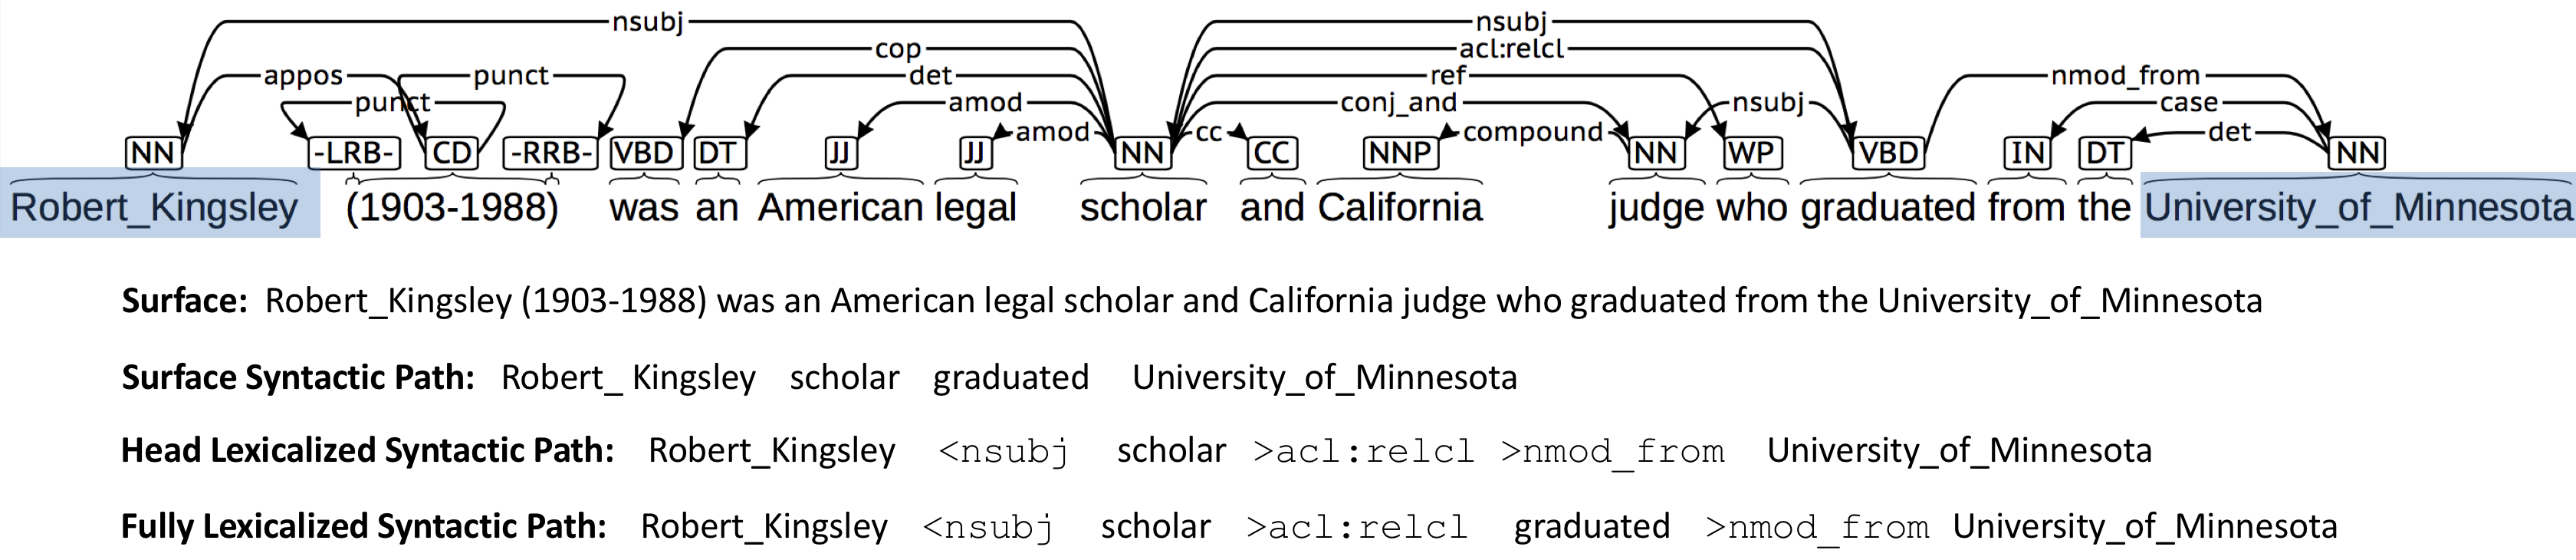 nsubj nsubj
cop acl:relcl
appos punct det ref nmod_from
punct amod conj_and nsubj case
amod cc compound det
NN -LRB- CD -RRB- VBD DT JJ JJ NN CC NNP NN WP VBD IN DT NN
Robert_Kingsley (1903-1988) was an American legal scholar and California judge who graduated from the University_of_Minnesota
Surface: Robert_Kingsley (1903-1988) was an American legal scholar and California judge who graduated from the University_of_Minnesota
Surface Syntactic Path: Robert_ Kingsley scholar graduated University_of_Minnesota
Head Lexicalized Syntactic Path: Robert_Kingsley <nsubj scholar >acl:relcl >nmod_from University_of_Minnesota
Fully Lexicalized Syntactic Path: Robert_Kingsley <nsubj scholar >acl:relcl graduated >nmod_from University_of_Minnesota